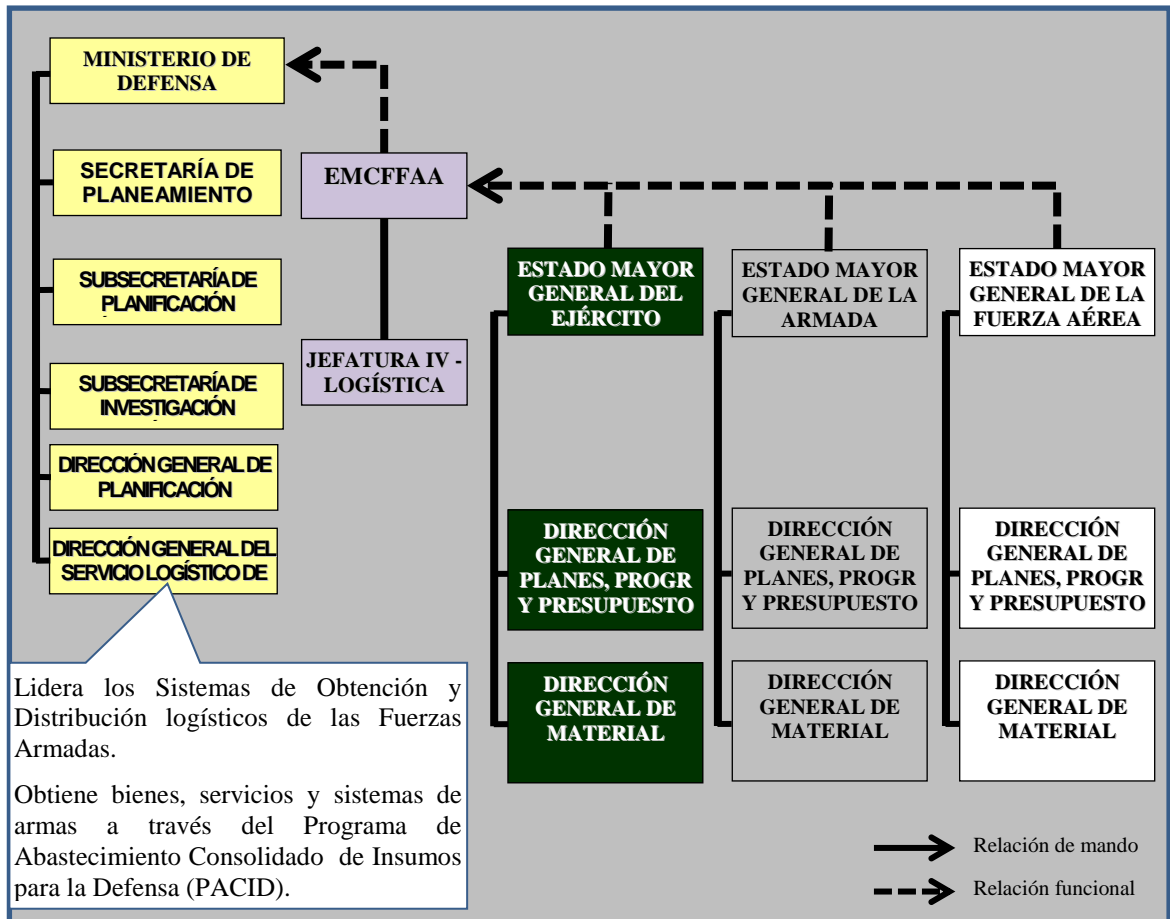 MINISTERIO DE
DEFENSA
SECRETARÍA DE
PLANEAMIENTO
SUBSECRETARÍA DE
PLANIFICACIÓN
SUBSECRETARÍA DE
INVESTIGACIÓN
DIRECCIÓN GENERAL DE
PLANIFICACIÓN
DIRECCIÓN GENERAL DEL
SERVICIO LOGÍSTICO DE
Lidera los Sistemas de Obtención y
Distribución logísticos de las Fuerzas
Armadas.
Obtiene bienes, servicios y sistemas de
armas a través del Programa de
Abastecimiento Consolidado de Insumos
para la Defensa (PACID).
EMCFFAA
JEFATURA IV -
LOGÍSTICA
ESTADO MAYOR
GENERAL DEL
EJÉRCITO
DIRECCIÓN
GENERAL DE
PLANES, PROGR
Y PRESUPUESTO
DIRECCIÓN
GENERAL DE
MATERIAL
ESTADO MAYOR
GENERAL DE LA
ARMADA
DIRECCIÓN
GENERAL DE
PLANES, PROGR
Y PRESUPUESTO
DIRECCIÓN
GENERAL DE
MATERIAL
ESTADO MAYOR
GENERAL DE LA
FUERZA AÉREA
DIRECCIÓN
GENERAL DE
PLANES, PROGR
Y PRESUPUESTO
DIRECCIÓN
GENERAL DE
MATERIAL
Relación de mando
Relación funcional